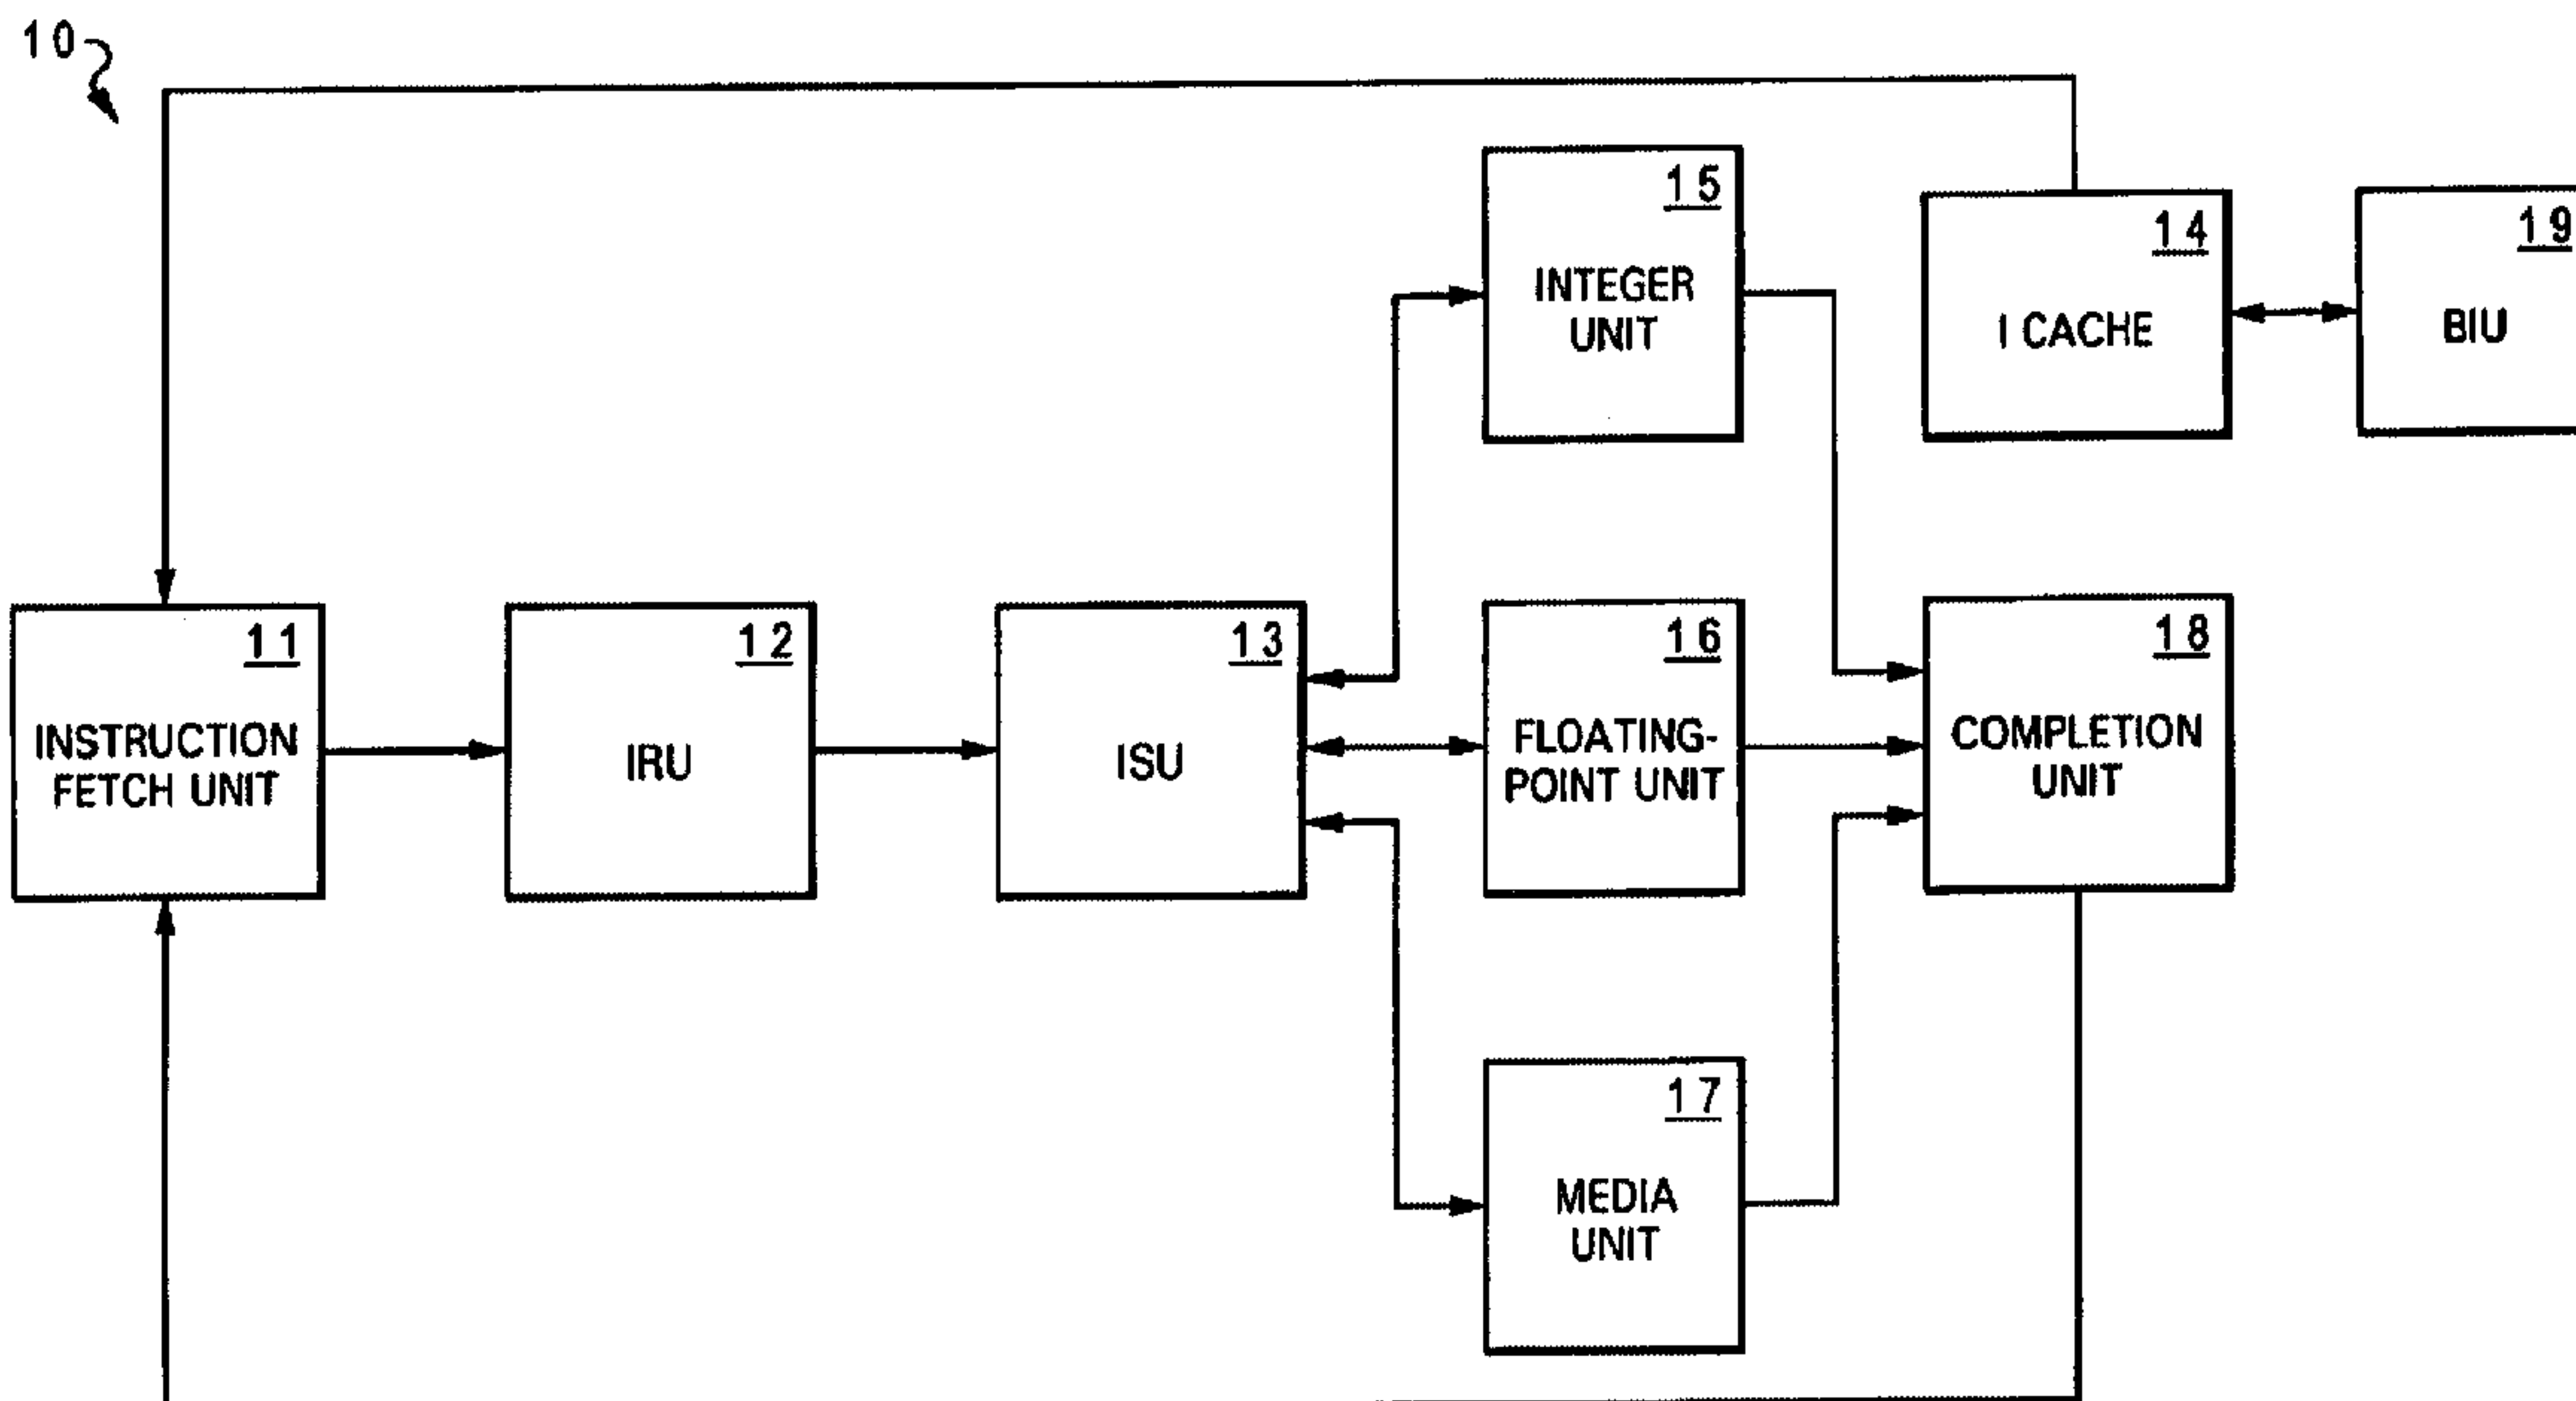 10
15
INTEGER
UNIT
14
I CACHE
19
BIU
11
INSTRUCTION
FETCH UNIT
12
IRU
13
ISU
16
FLOATING-
POINT UNIT
18
COMPLETION
UNIT
17
MEDIA
UNIT